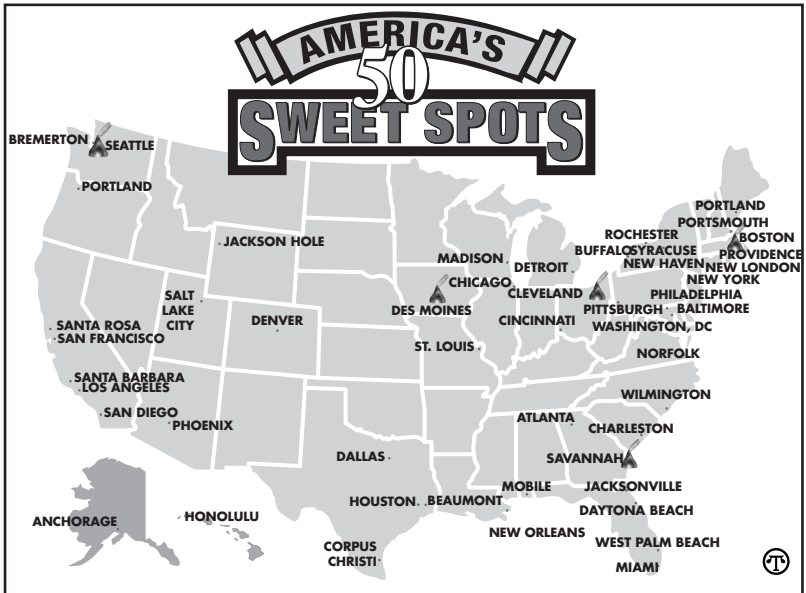 AMERICA'S
50
SWEET SPOTS
BREMERTON
SEATTLE
PORTLAND
JACKSON HOLE
SALT
LAKE
CITY
DENVER
SANTA ROSA
SAN FRANCISCO
SANTA BARBARA
LOS ANGELES
SAN DIEGO
PHOENIX
MADISON
CHICAGO
DES MOINES
ST. LOUIS
DETROIT
CLEVELAND
CINCINNATI
PORTLAND
PORTSMOUTH
BOSTON
ROCHESTER
BUFFALO
SYRACUSE
PROVIDENCE
NEW HAVEN
NEW LONDON
NEW YORK
PHILADELPHIA
PITTSBURGH
BALTIMORE
WASHINGTON, DC
NORFOLK
WILMINGTON
ATLANTA
CHARLESTON
SAVANNAH
DALLAS
HOUSTON
BEAUMONT
MOBILE
JACKSONVILLE
DAYTONA BEACH
NEW ORLEANS
WEST PALM BEACH
MIAMI
CORPUS
CHRISTI
ANCHORAGE
HONOLULU
T